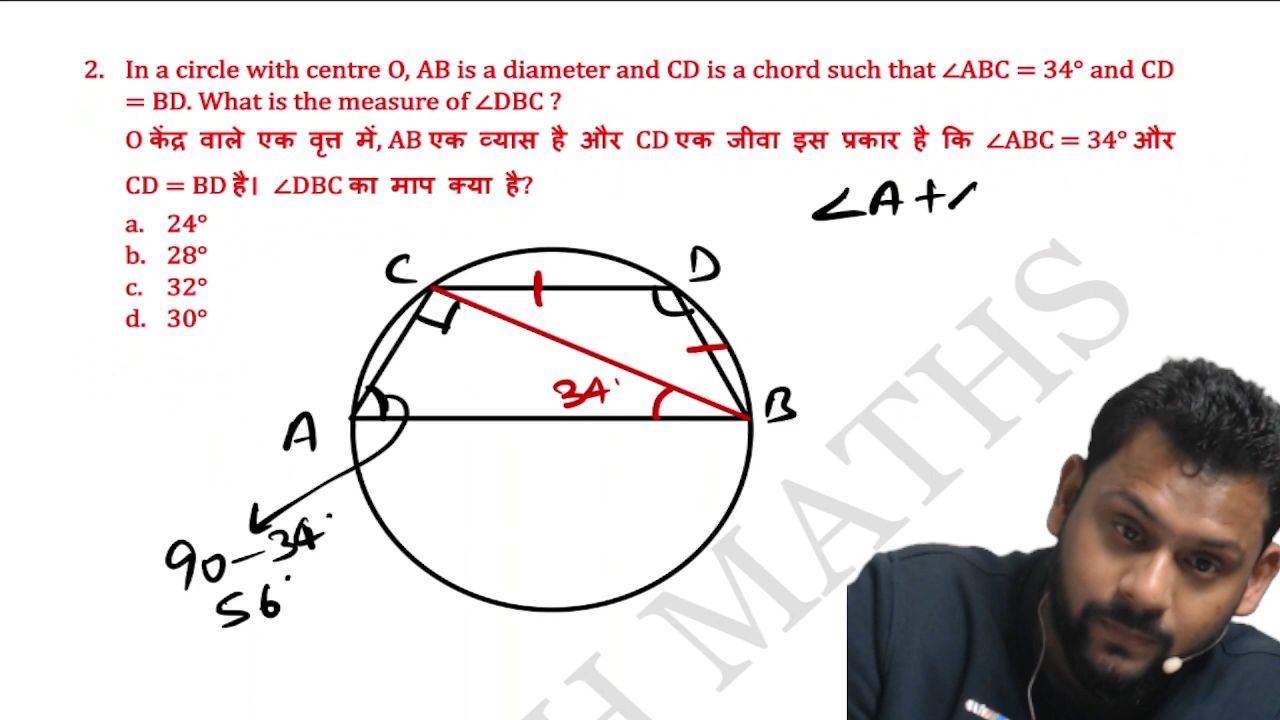 2. In a circle with centre O, AB is a diameter and CD is a chord such that ∠ABC = 34° and CD
= BD. What is the measure of ∠DBC ?
O केंद्र वाले एक वृत्त में, AB एक व्यास है और CD एक जीवा इस प्रकार है कि ∠ABC = 34° और
CD = BD है। ∠DBC का माप क्या है?
∠A +
a. 24°
b. 28°
c. 32°
d. 30°
C
D
34°
A
B
90-34°
56°
H MATHS